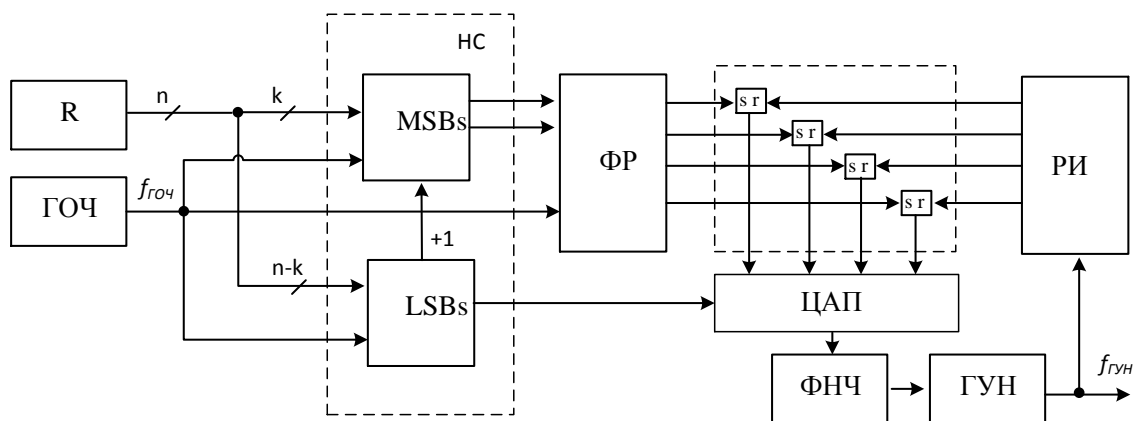 НС
R
n
k
MSBs
ФР
s r
s r
s r
s r
РИ
ГОЧ
fГОЧ
+1
n-k
LSBs
ЦАП
ФНЧ
ГУН
fГУН